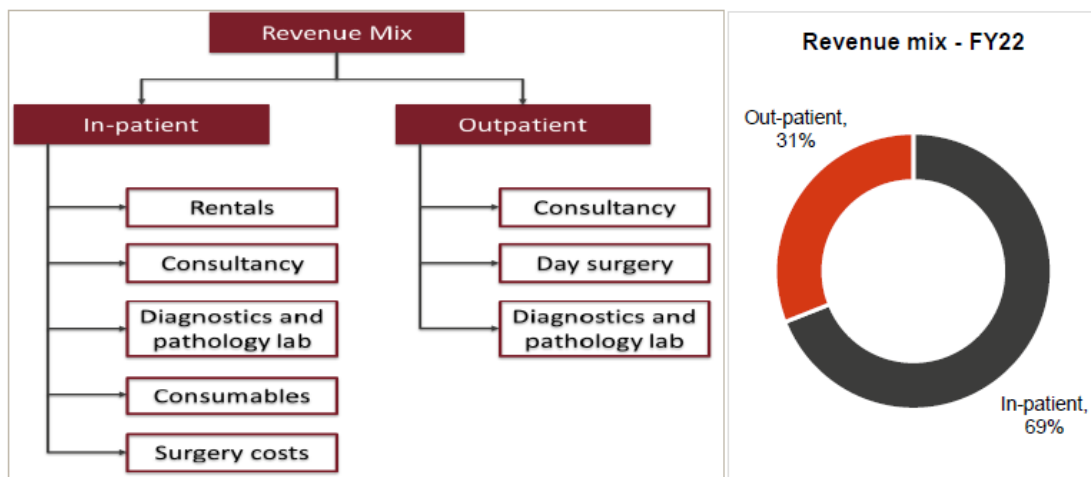 Revenue Mix
In-patient
Rentals
Consultancy
Diagnostics and
pathology lab
Consumables
Surgery costs
Outpatient
Consultancy
Day surgery
Diagnostics and
pathology lab
Revenue mix - FY22
Out-patient,
31%
In-patient,
69%